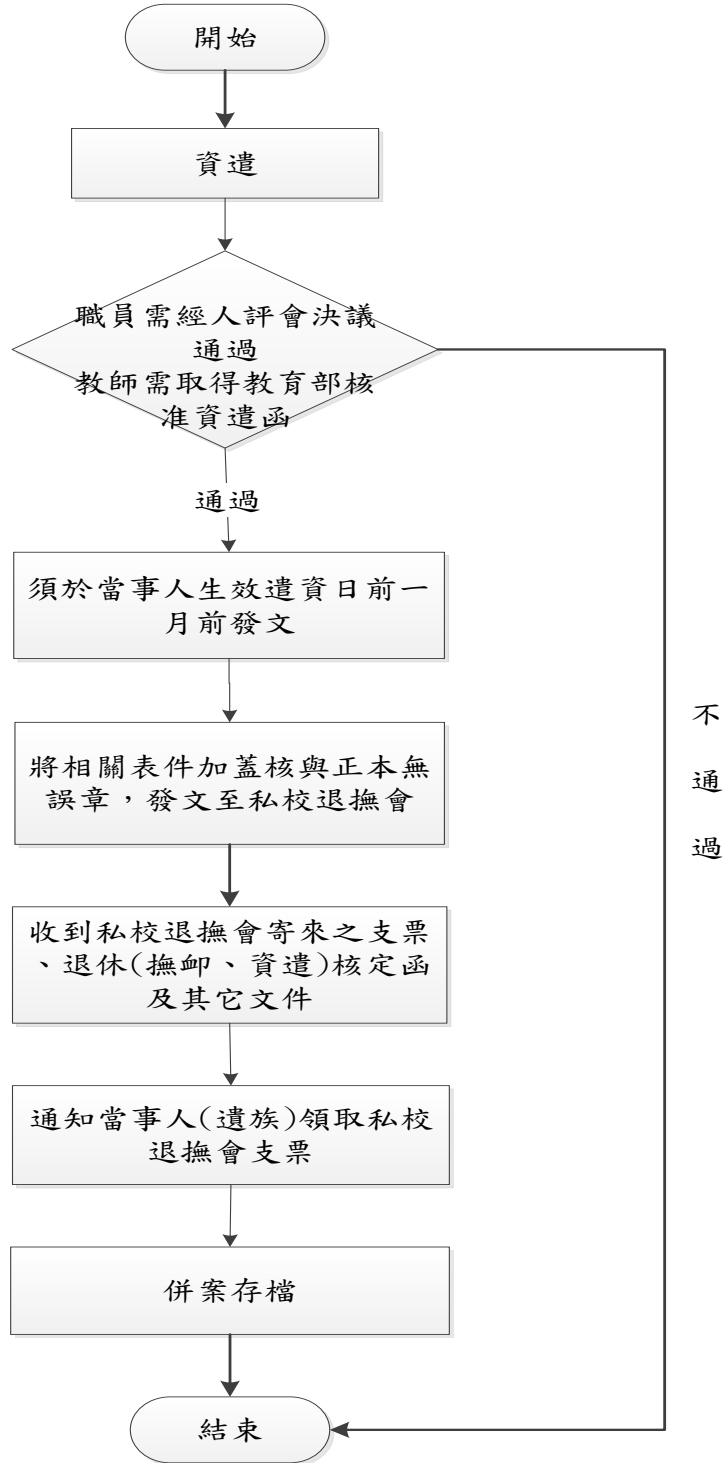 開始
資遣
職員需經人評會決議
通過
教師需取得教育部核
准資遣函
通過
須於當事人生效遣資日前一
月前發文
將相關表件加蓋核與正本無
誤章，發文至私校退撫會
收到私校退撫會寄來之支票
、退休(撫卹、資遣)核定函
及其它文件
通知當事人(遺族)領取私校
退撫會支票
併案存檔
結束
不
通
過